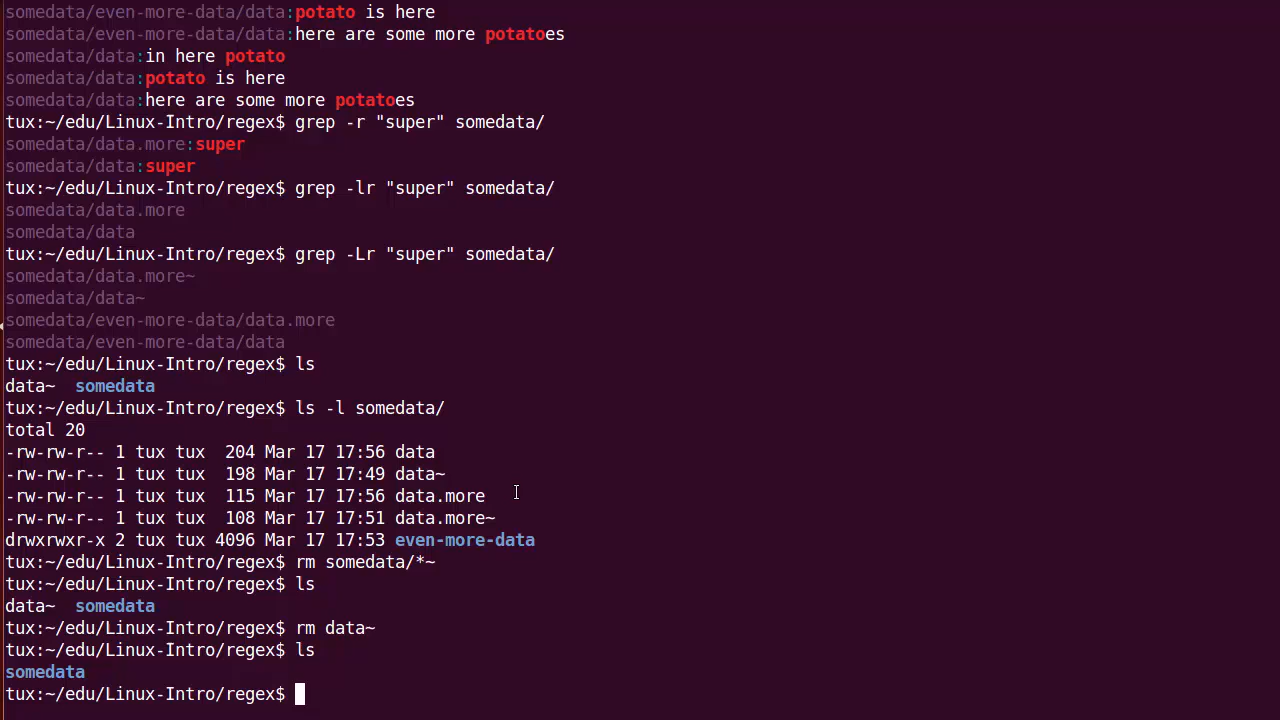 somedata/even-more-data/data:potato is here
somedata/even-more-data/data:here are some more potatoes
somedata/data:in here potato
somedata/data:potato is here
somedata/data:here are some more potatoes
tux:~/edu/Linux-Intro/regex$ grep -r "super" somedata/
somedata/data.more:super
somedata/data:super
tux:~/edu/Linux-Intro/regex$ grep -lr "super" somedata/
somedata/data.more
somedata/data
tux:~/edu/Linux-Intro/regex$ grep -Lr "super" somedata/
somedata/data.more~
somedata/data~
somedata/even-more-data/data.more
somedata/even-more-data/data
tux:~/edu/Linux-Intro/regex$ ls
data~  somedata
tux:~/edu/Linux-Intro/regex$ ls -l somedata/
total 20
-rw-rw-r-- 1 tux tux  204 Mar 17 17:56 data
-rw-rw-r-- 1 tux tux  198 Mar 17 17:49 data~
-rw-rw-r-- 1 tux tux  115 Mar 17 17:56 data.more
-rw-rw-r-- 1 tux tux  108 Mar 17 17:51 data.more~
drwxrwxr-x 2 tux tux 4096 Mar 17 17:53 even-more-data
tux:~/edu/Linux-Intro/regex$ rm somedata/*~
tux:~/edu/Linux-Intro/regex$ ls
data~  somedata
tux:~/edu/Linux-Intro/regex$ rm data~
tux:~/edu/Linux-Intro/regex$ ls
somedata
tux:~/edu/Linux-Intro/regex$